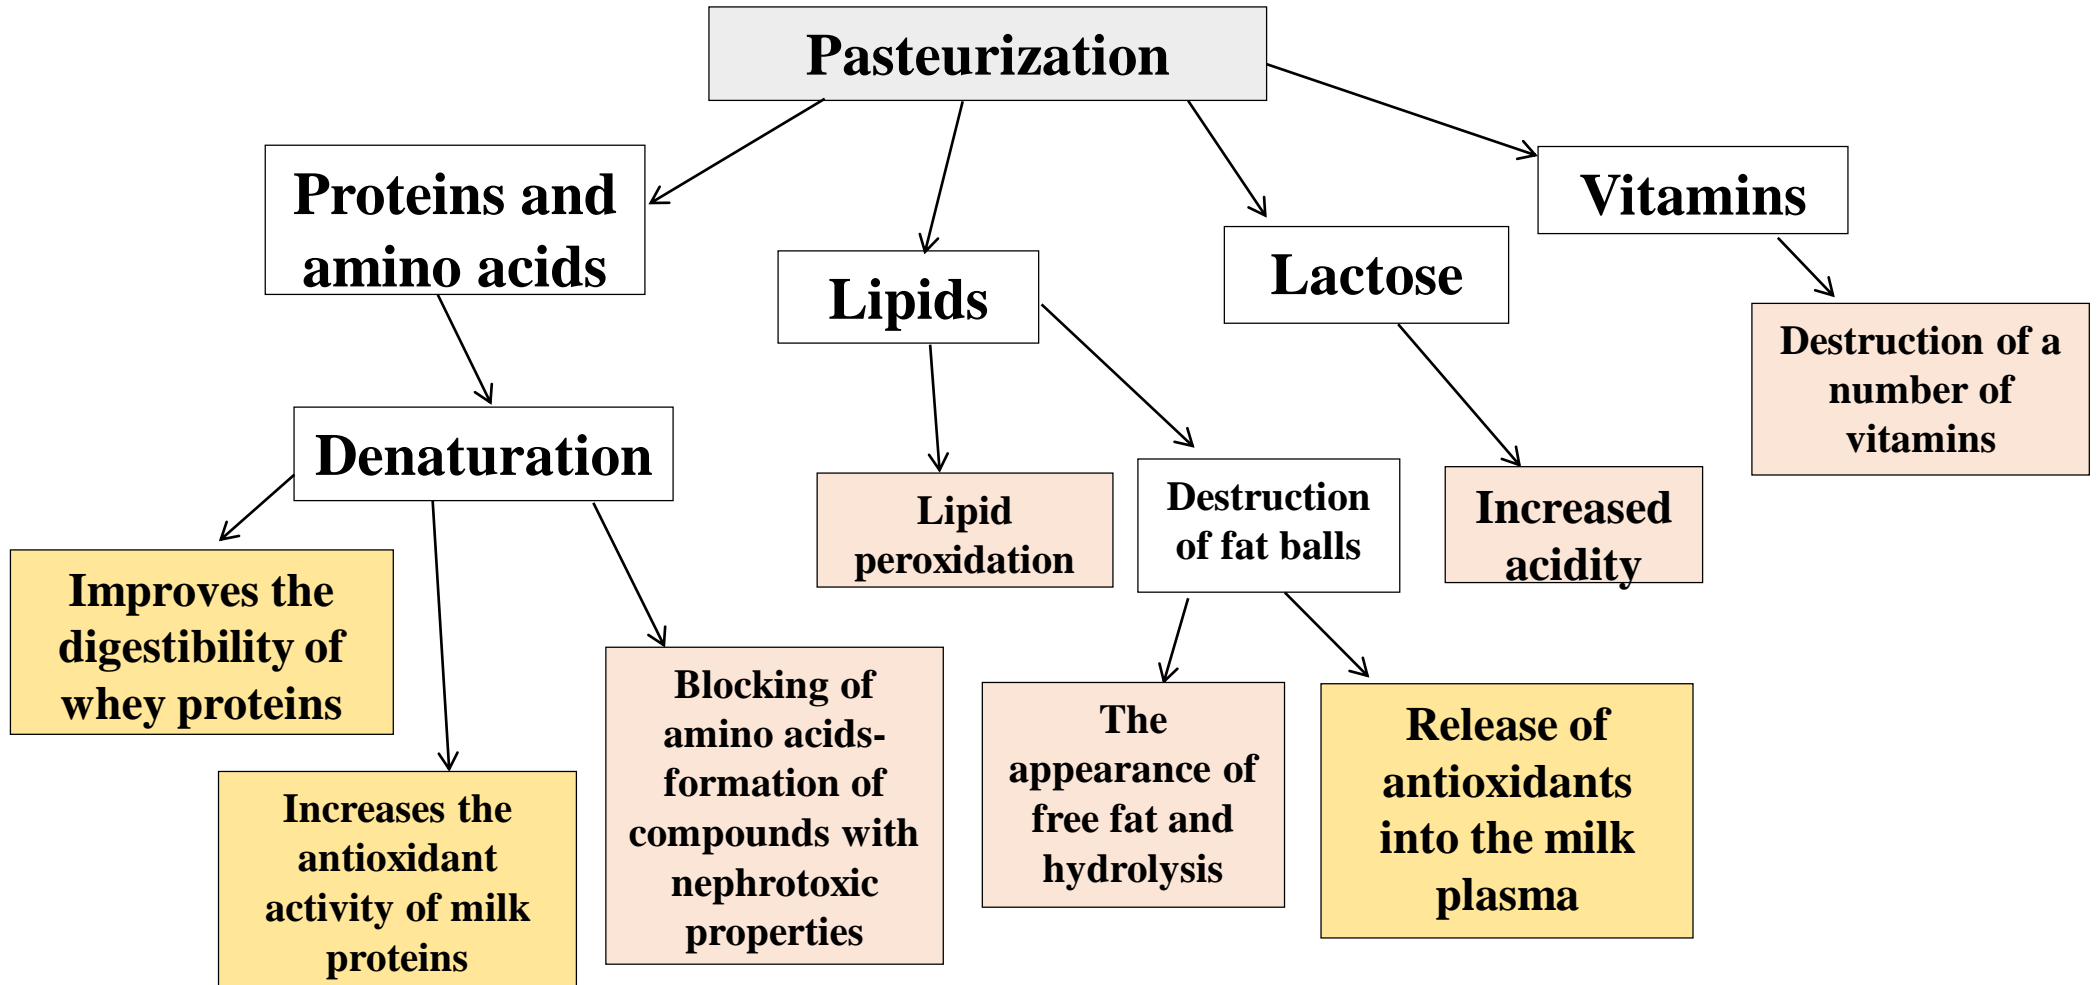 Pasteurization
Proteins and
amino acids
Lipids
Lactose
Vitamins
Denaturation
Lipid
peroxidation
Destruction
of fat balls
Increased
acidity
Destruction of a
number of
vitamins
Improves the
digestibility of
whey proteins
Increases the
antioxidant
activity of milk
proteins
Blocking of
amino acids-
formation of
compounds with
nephrotoxic
properties
The
appearance of
free fat and
hydrolysis
Release of
antioxidants
into the milk
plasma